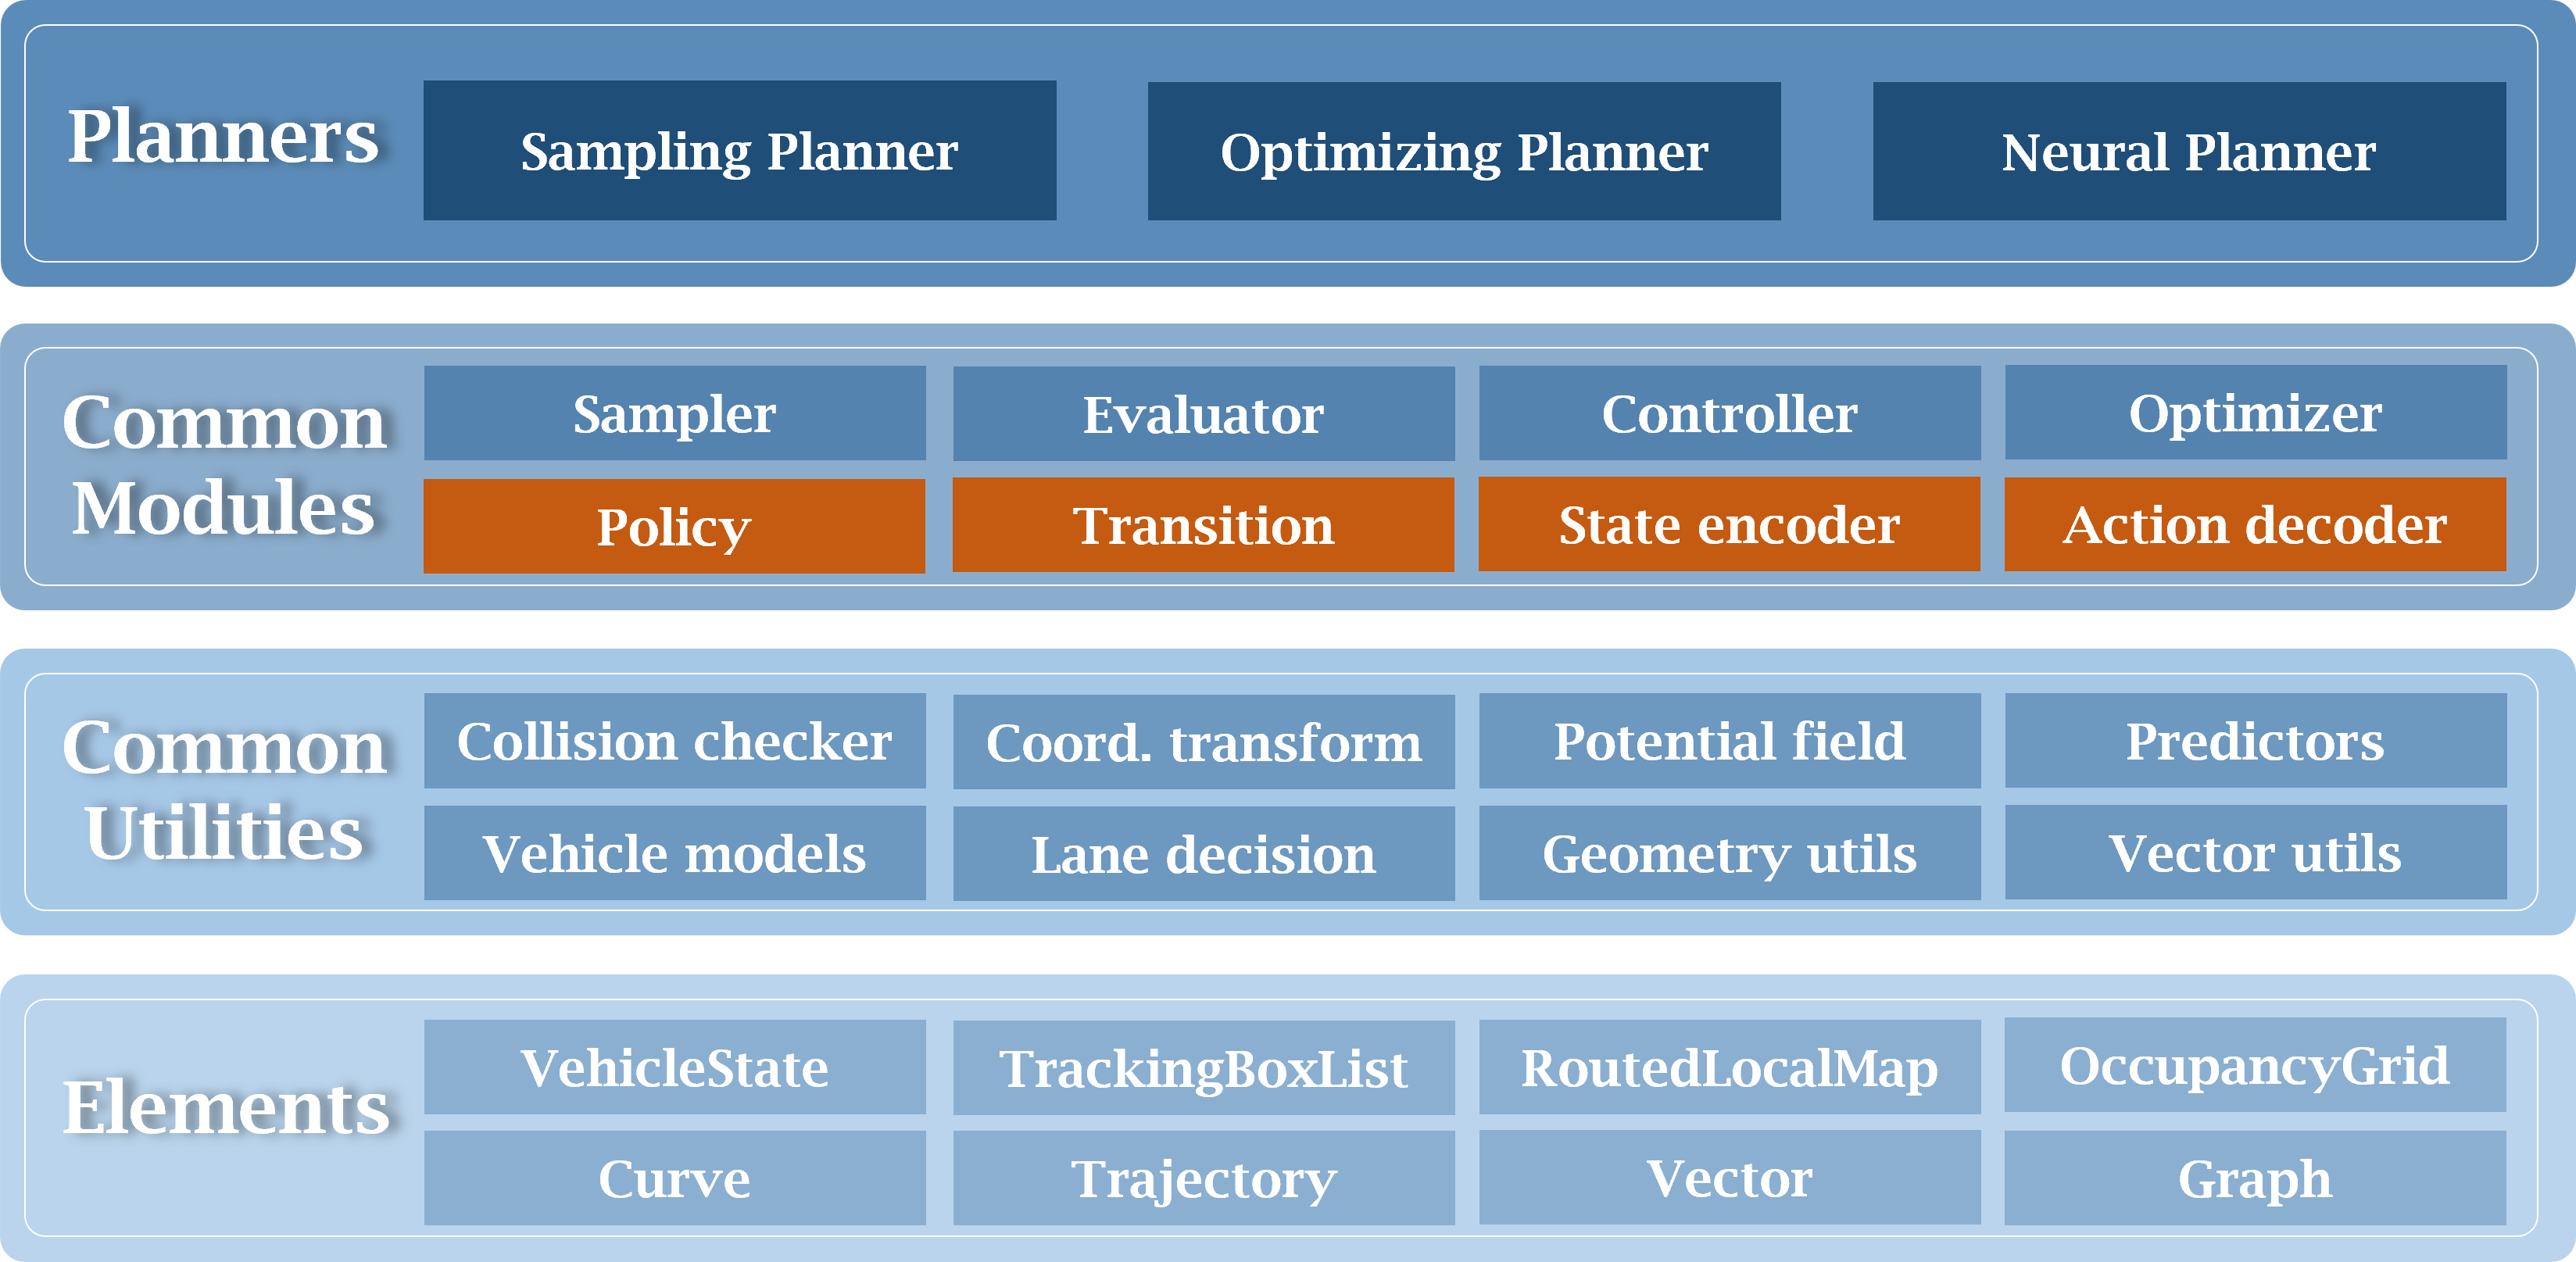 Planners
Sampling Planner
Optimizing Planner
Neural Planner
Common
Modules
Sampler
Evaluator
Controller
Optimizer
Policy
Transition
State encoder
Action decoder
Common
Utilities
Collision checker
Coord. transform
Potential field
Predictors
Vehicle models
Lane decision
Geometry utils
Vector utils
Elements
VehicleState
TrackingBoxList
RoutedLocalMap
OccupancyGrid
Curve
Trajectory
Vector
Graph